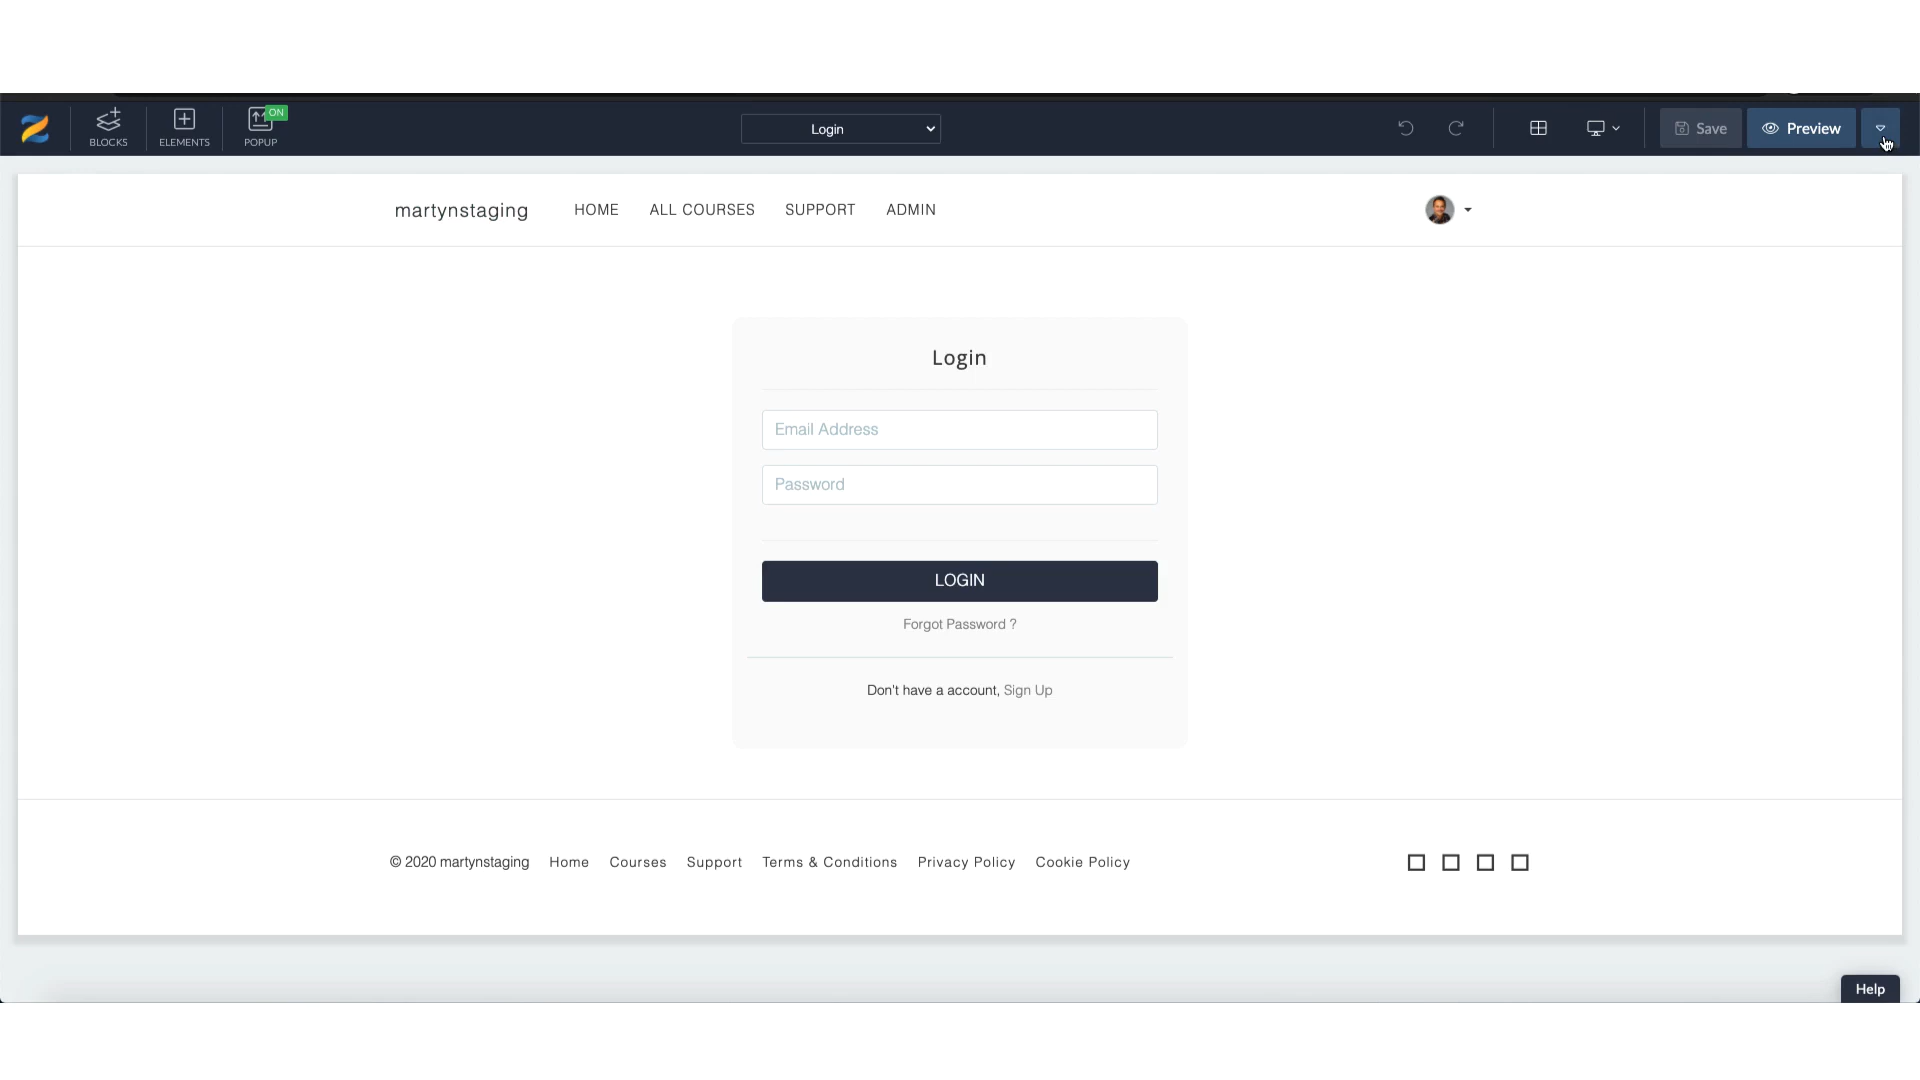 BLOCKS
ELEMENTS
ON
POPUP
Login
Save
Preview
martynstaging
HOME
ALL COURSES
SUPPORT
ADMIN
Login
Email Address
Password
LOGIN
Forgot Password ?
Don't have a account, Sign Up
© 2020 martynstaging
Home
Courses
Support
Terms & Conditions
Privacy Policy
Cookie Policy
Help